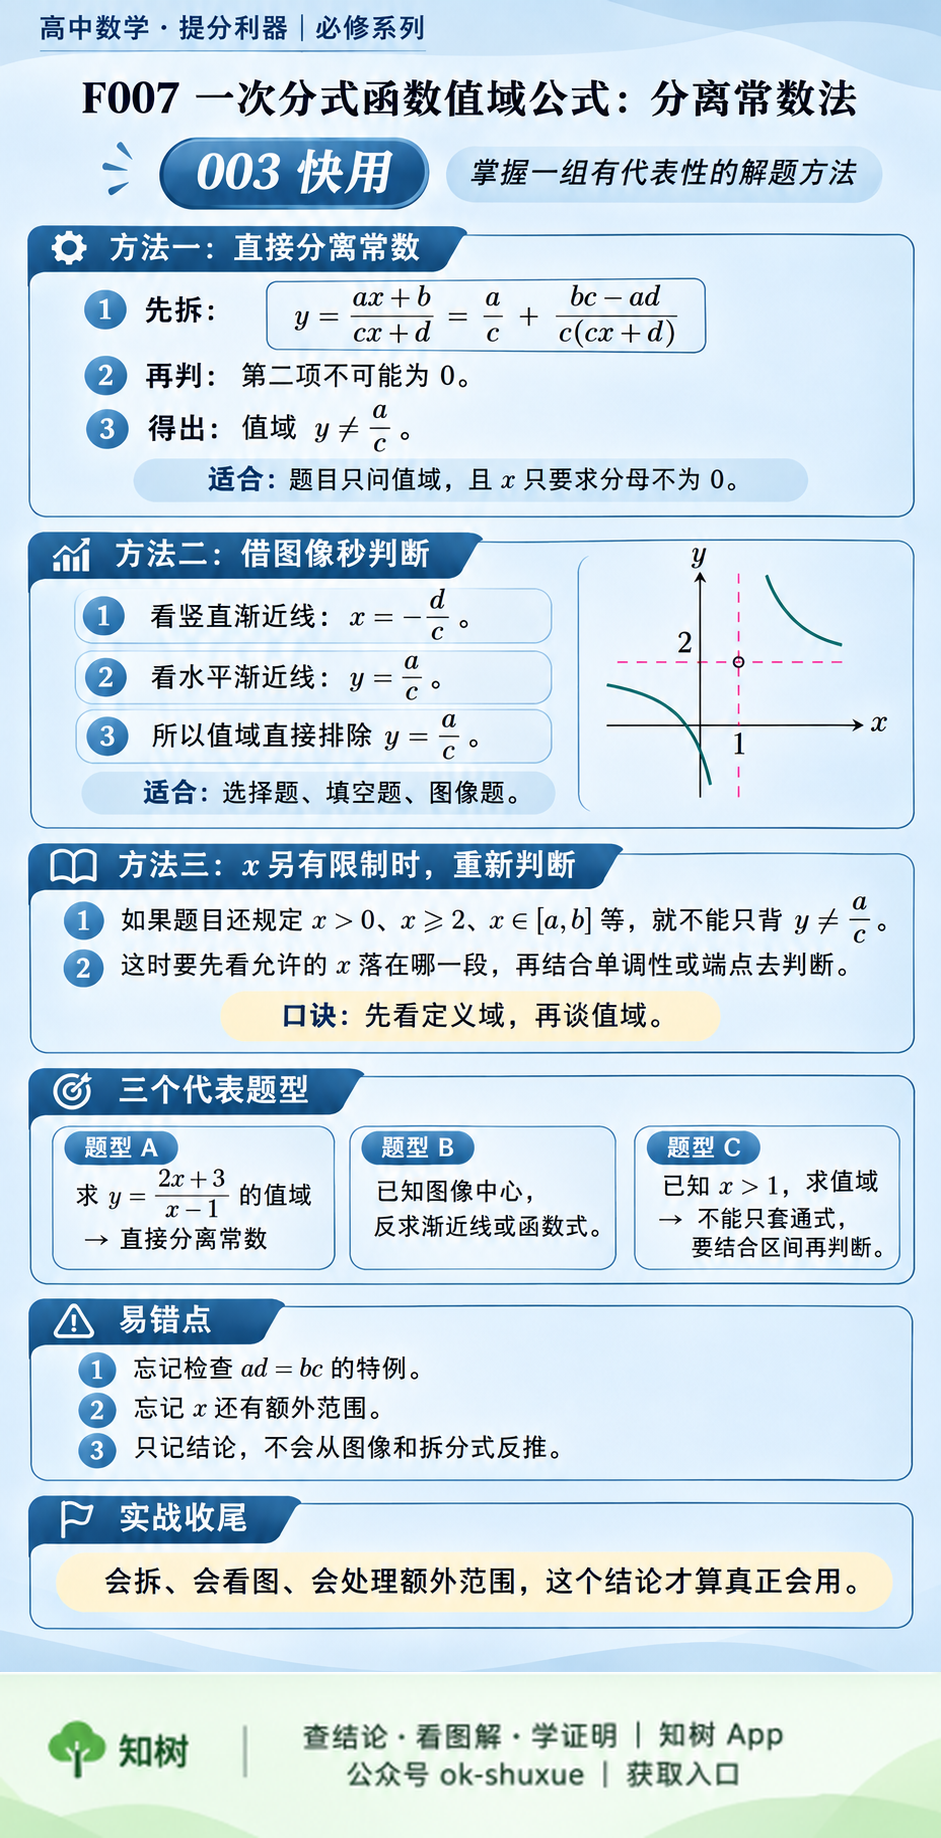 高中数学 · 提分利器｜必修系列
F007 一次分式函数值域公式：分离常数法
003 快用
掌握一组有代表性的解题方法
方法一：直接分离常数
1 先拆： y = (ax + b)/(cx + d) = a/c + (bc − ad)/(c(cx + d))
2 再判： 第二项不可能为 0。
3 得出： 值域 y ≠ a/c 。
适合：题目只问值域，且 x 只要求分母不为 0。
方法二：借图像秒判断
1 看竖直渐近线： x = −d/c 。
2 看水平渐近线： y = a/c 。
3 所以值域直接排除 y = a/c 。
适合：选择题、填空题、图像题。
y
2
x
1
方法三：x 另有限制时，重新判断
1 如果题目还规定 x > 0、x ⩾ 2、x ∈ [a, b] 等，就不能只背 y ≠ a/c 。
2 这时要先看允许的 x 落在哪一段，再结合单调性或端点去判断。
口诀：先看定义域，再谈值域。
三个代表题型
题型 A
求 y = (2x + 3)/(x − 1) 的值域
→ 直接分离常数
题型 B
已知图像中心，
反求渐近线或函数式。
题型 C
已知 x > 1，求值域
→ 不能只套通式，
要结合区间再判断。
易错点
1 忘记检查 ad = bc 的特例。
2 忘记 x 还有额外范围。
3 只记结论，不会从图像和拆分式反推。
实战收尾
会拆、会看图、会处理额外范围，这个结论才算真正会用。
知树
查结论 · 看图解 · 学证明｜知树 App
公众号 ok-shuxue｜获取入口